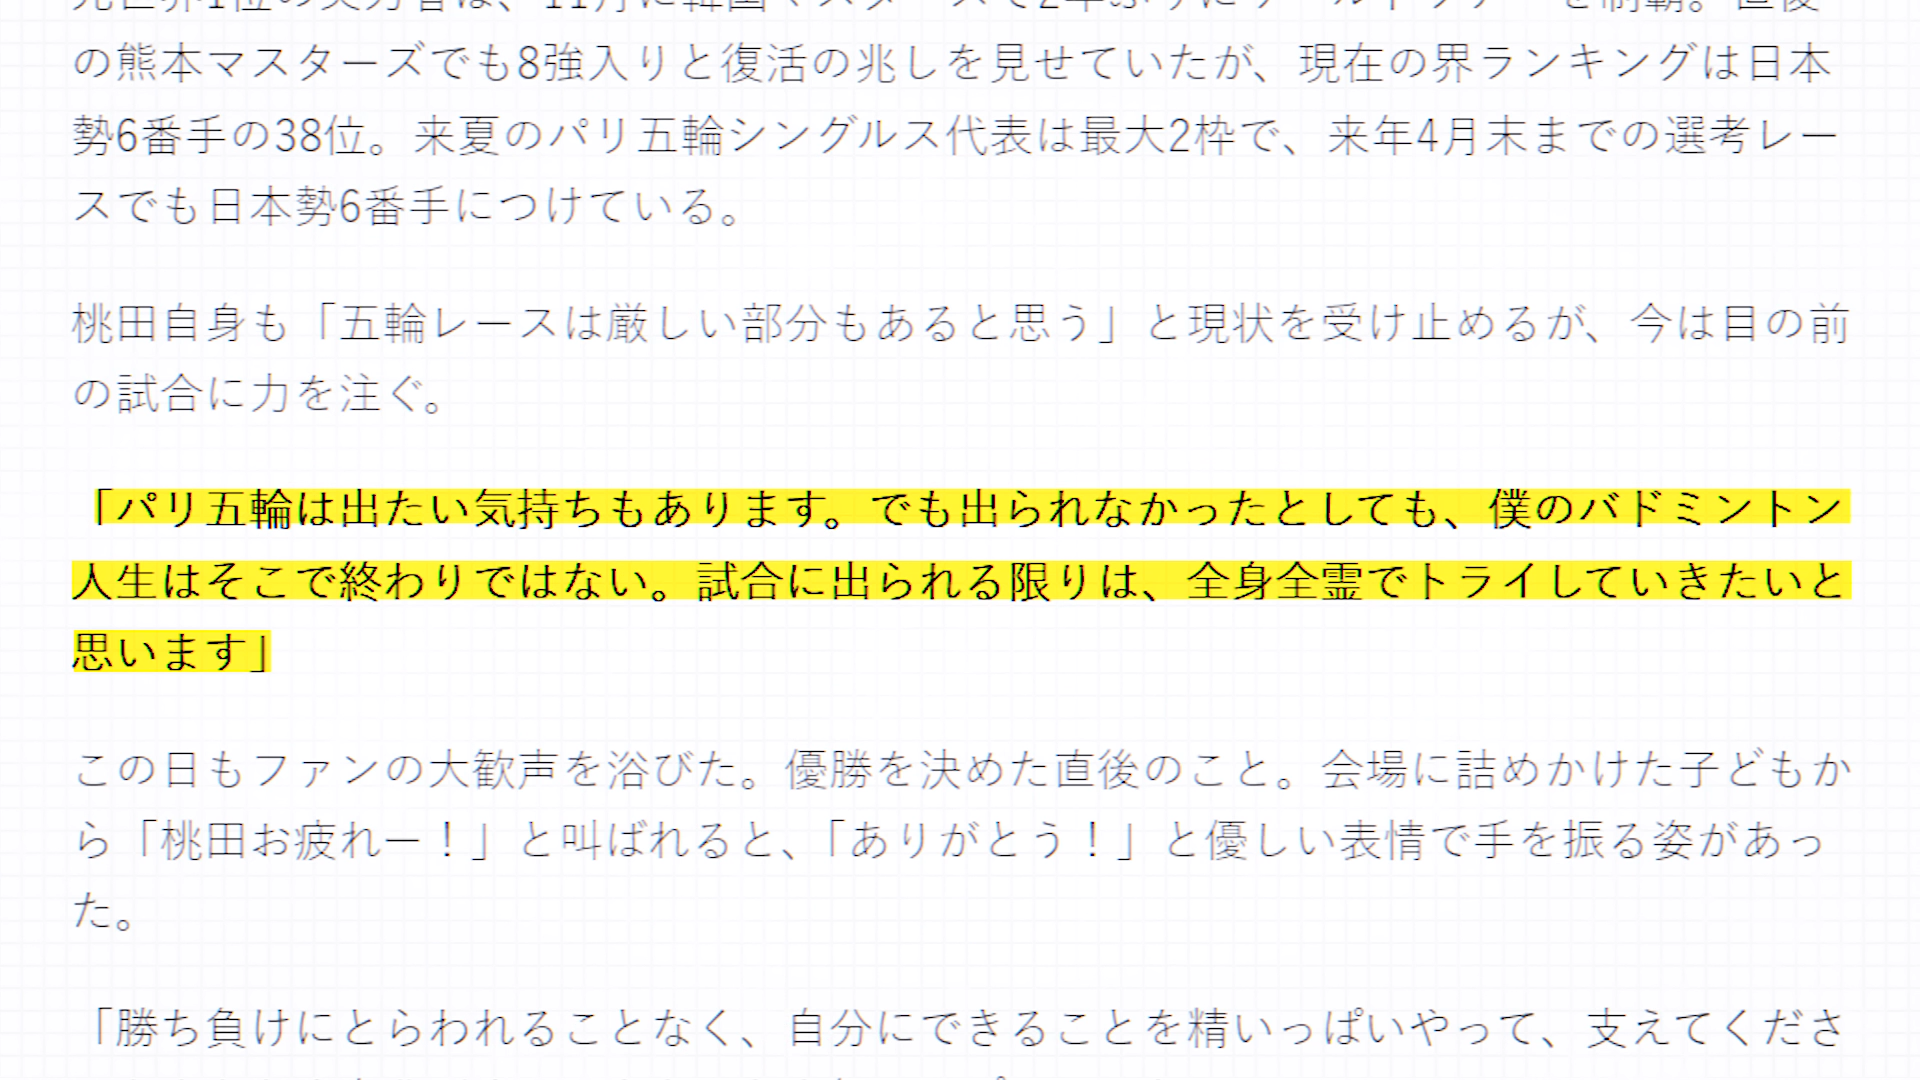 の熊本マスターズでも8強入りと復活の兆しを見せていたが、現在の界ランキングは日本
勢6番手の38位。来夏のパリ五輪シングルス代表は最大2枠で、来年4月末までの選考レー
スでも日本勢6番手につけている。
桃田自身も「五輪レースは厳しい部分もあると思う」と現状を受け止めるが、今は目の前
の試合に力を注ぐ。
「パリ五輪は出たい気持ちもあります。でも出られなかったとしても、僕のバドミントン
人生はそこで終わりではない。試合に出られる限りは、全身全霊でトライしていきたいと
思います」
この日もファンの大歓声を浴びた。優勝を決めた直後のこと。会場に詰めかけた子どもか
ら「桃田お疲れー！」と叫ばれると、「ありがとう！」と優しい表情で手を振る姿があっ
た。
「勝ち負けにとらわれることなく、自分にできることを精いっぱいやって、支えてくださ